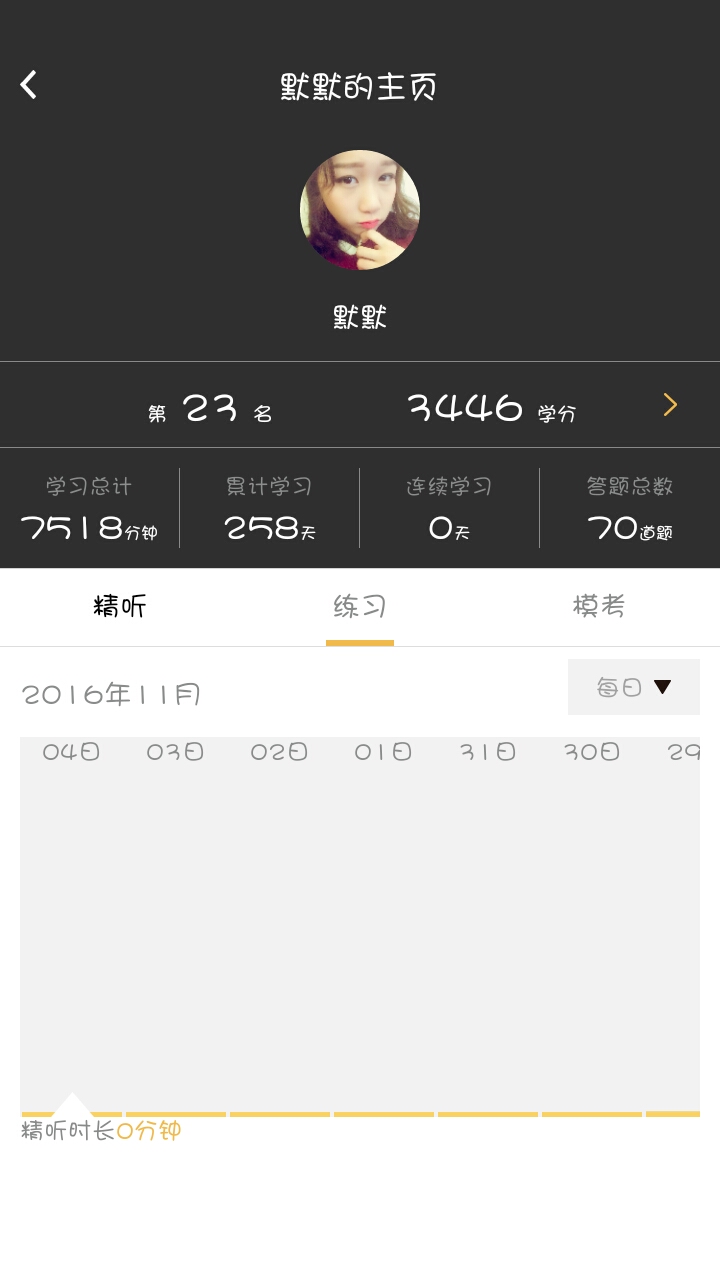 默默的主页
默默
第 23 名 3446 学分
学习总计 累计学习 连续学习 答题总数
7518分钟 258天 0天 70道题
精听 练习 模考
2016年11月 每日
04日 03日 02日 01日 31日 30日 29
精听时长0分钟